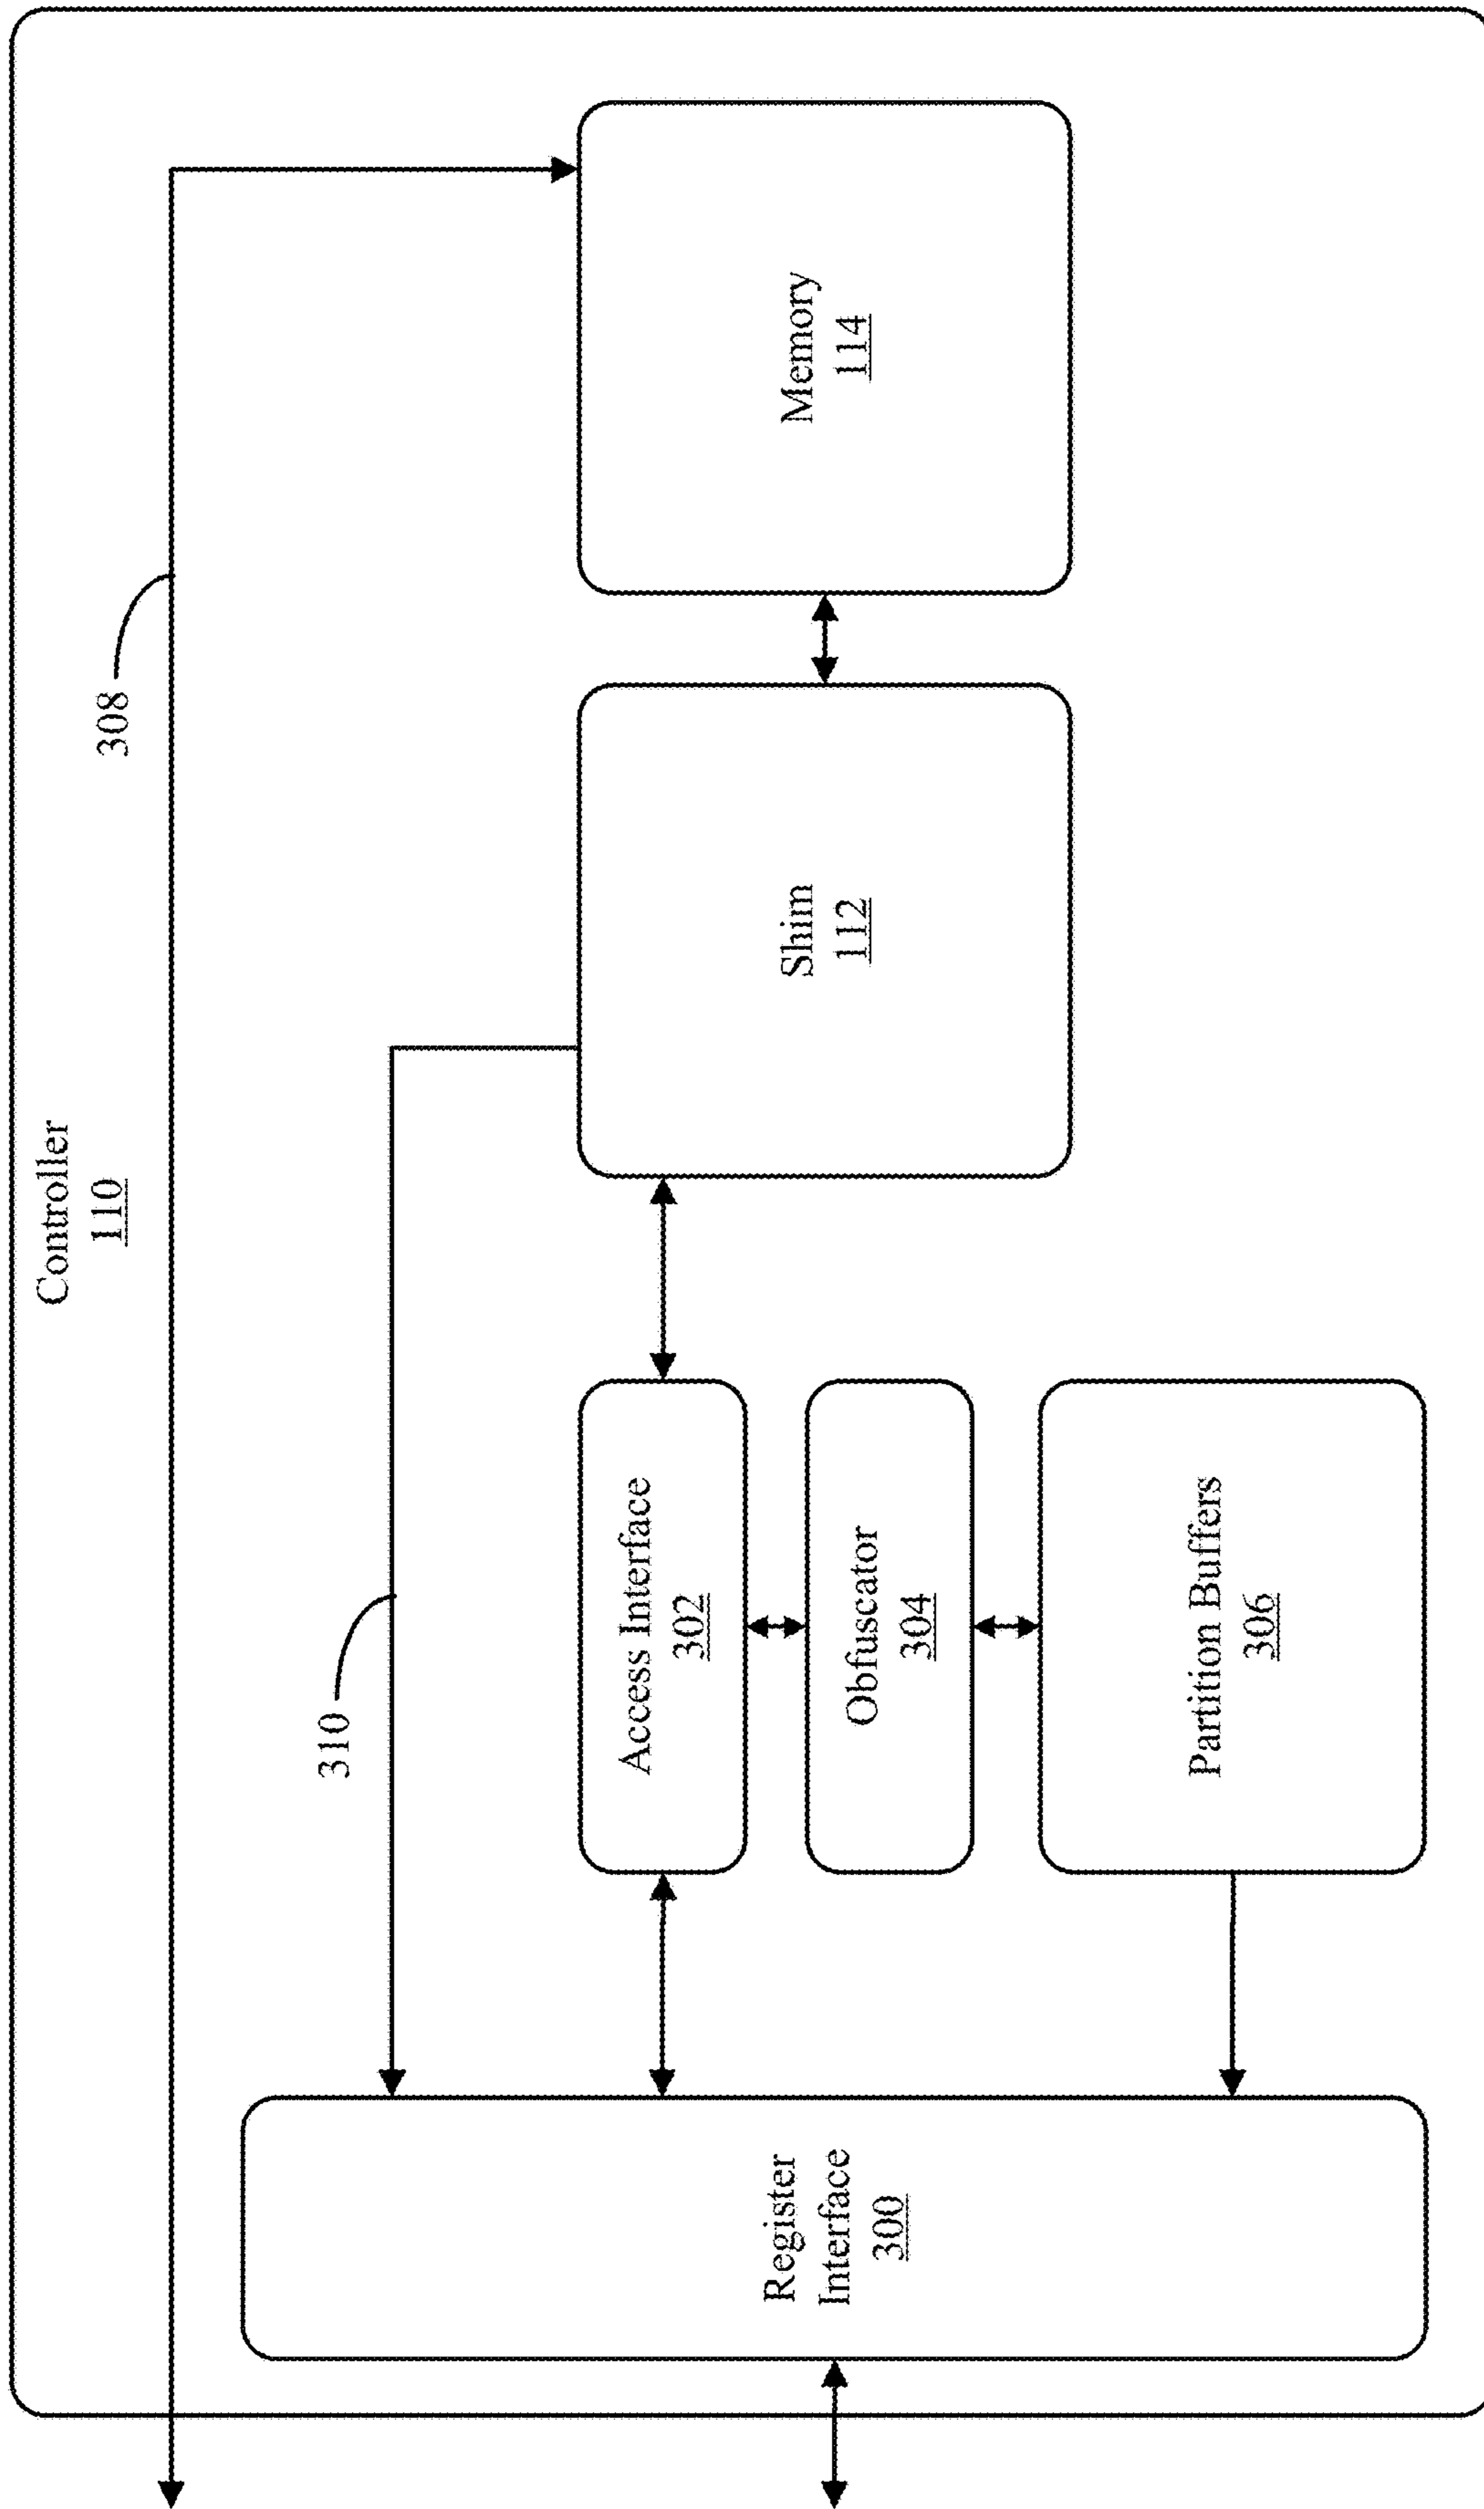 Controller
110
308
310
Register
Interface
300
Access Interface
302
Obfuscator
304
Partition Buffers
306
Shim
112
Memory
114